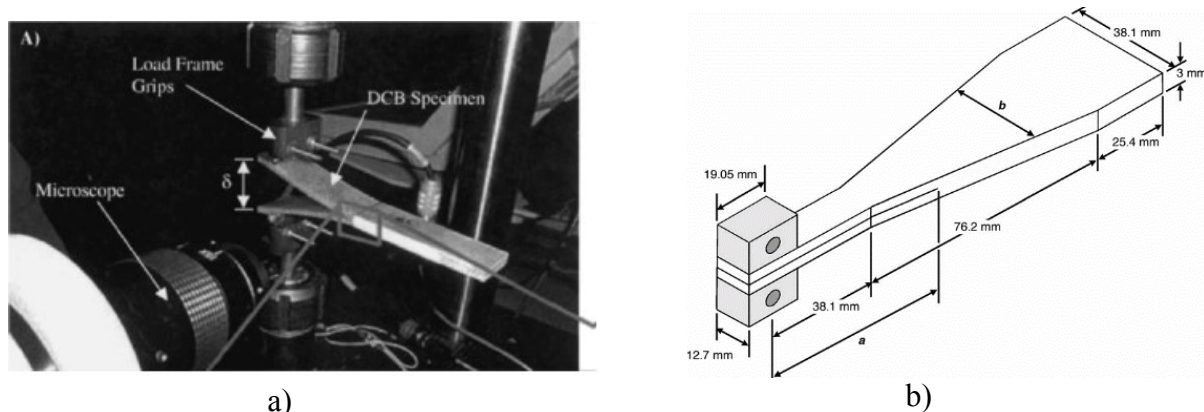 A)
Load Frame
Grips
DCB Specimen
δ
Microscope
a)
38.1 mm
3 mm
b
25.4 mm
19.05 mm
76.2 mm
38.1 mm
12.7 mm
a
b)